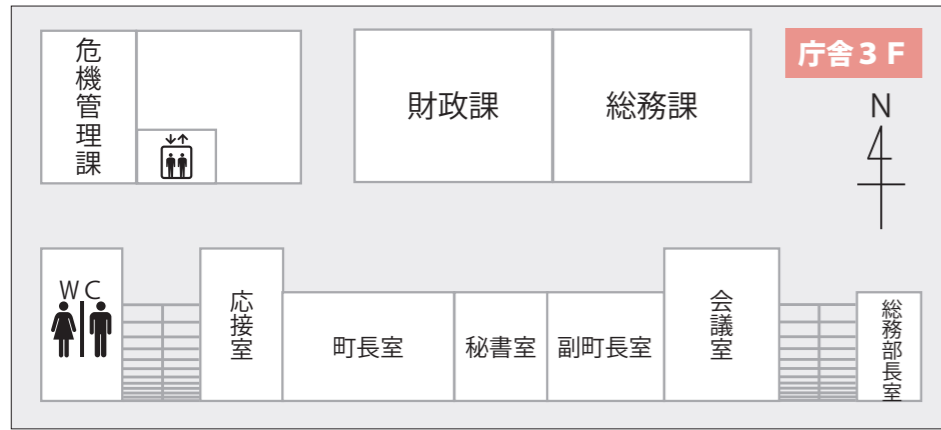 庁舎3F
危機管理課
財政課
総務課
N
WC
応接室
町長室
秘書室
副町長室
会議室
総務部長室